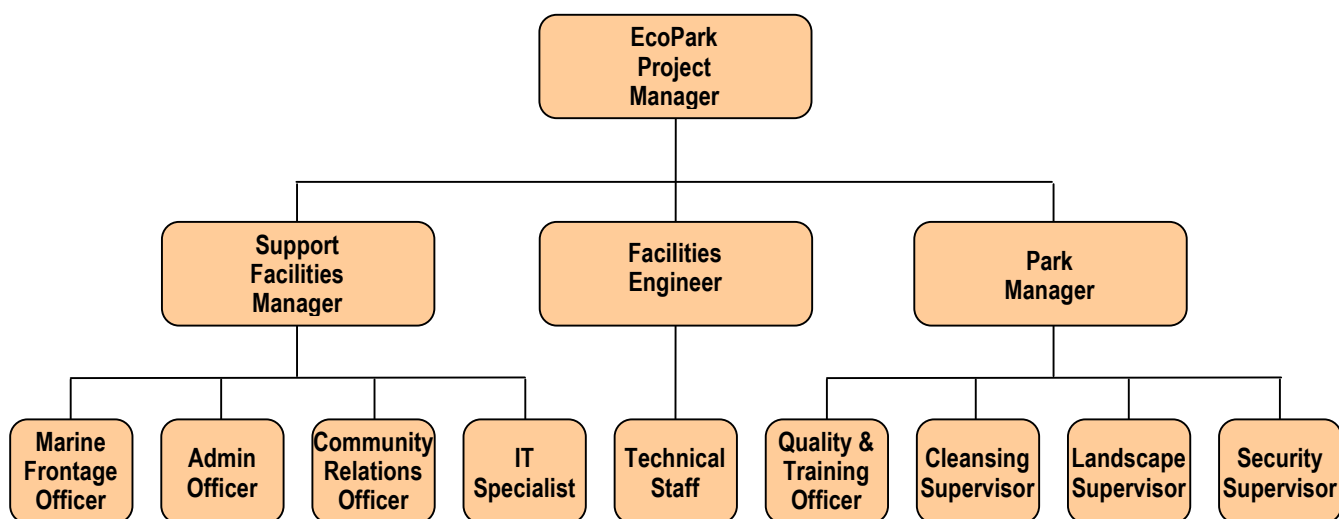 EcoPark
Project
Manager
Support
Facilities
Manager
Facilities
Engineer
Park
Manager
Marine
Frontage
Officer
Admin
Officer
Community
Relations
Officer
IT
Specialist
Technical
Staff
Quality &
Training
Officer
Cleansing
Supervisor
Landscape
Supervisor
Security
Supervisor